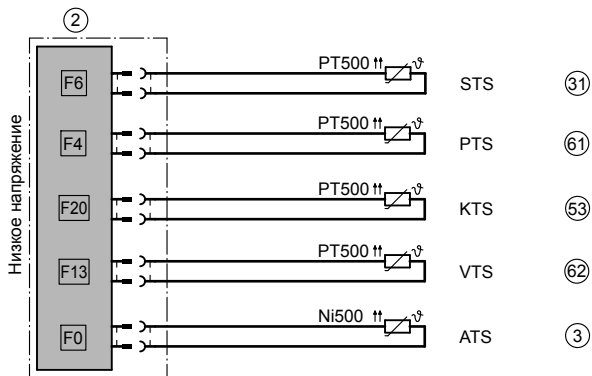 2
Низкое напряжение
F6 PT500 ϑ STS 31
F4 PT500 ϑ PTS 61
F20 PT500 ϑ KTS 53
F13 PT500 ϑ VTS 62
F0 Ni500 ϑ ATS 3